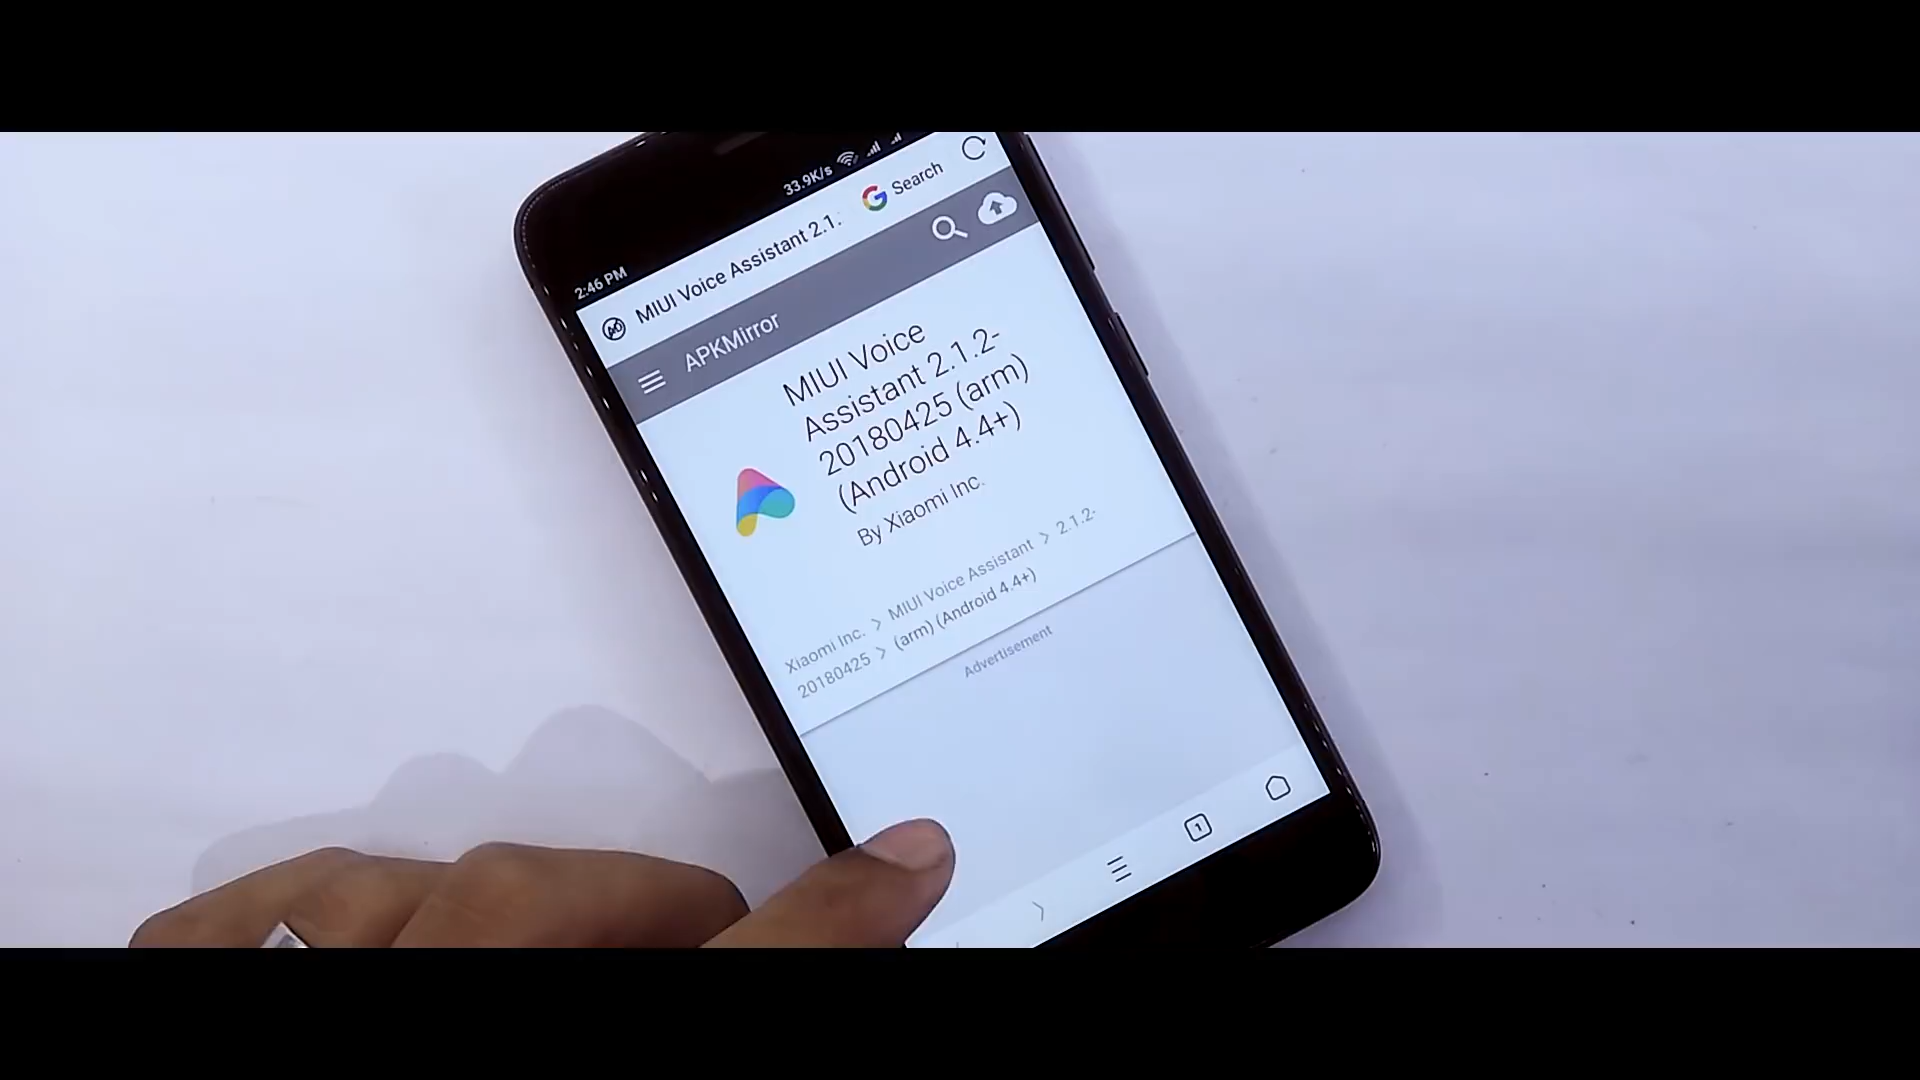 2:46 PM 33.9K/s
MIUI Voice Assistant 2.1. Search
APKMirror
MIUI Voice
Assistant 2.1.2-
20180425 (arm)
(Android 4.4+)
By Xiaomi Inc.
Xiaomi Inc. > MIUI Voice Assistant > 2.1.2-
20180425 > (arm) (Android 4.4+)
Advertisement
1